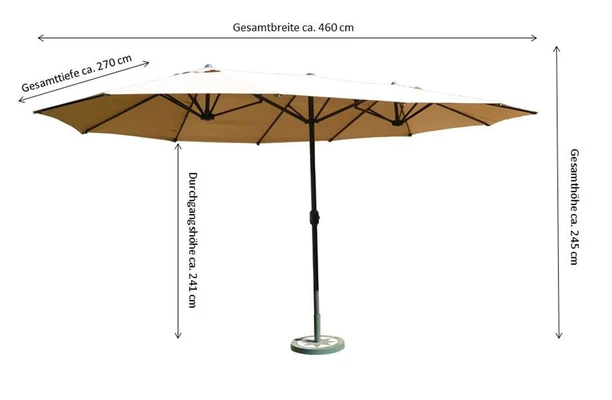 Gesamtbreite ca. 460 cm
Gesamttiefe ca. 270 cm
Durchgangshöhe ca. 241 cm
Gesamthöhe ca. 245 cm